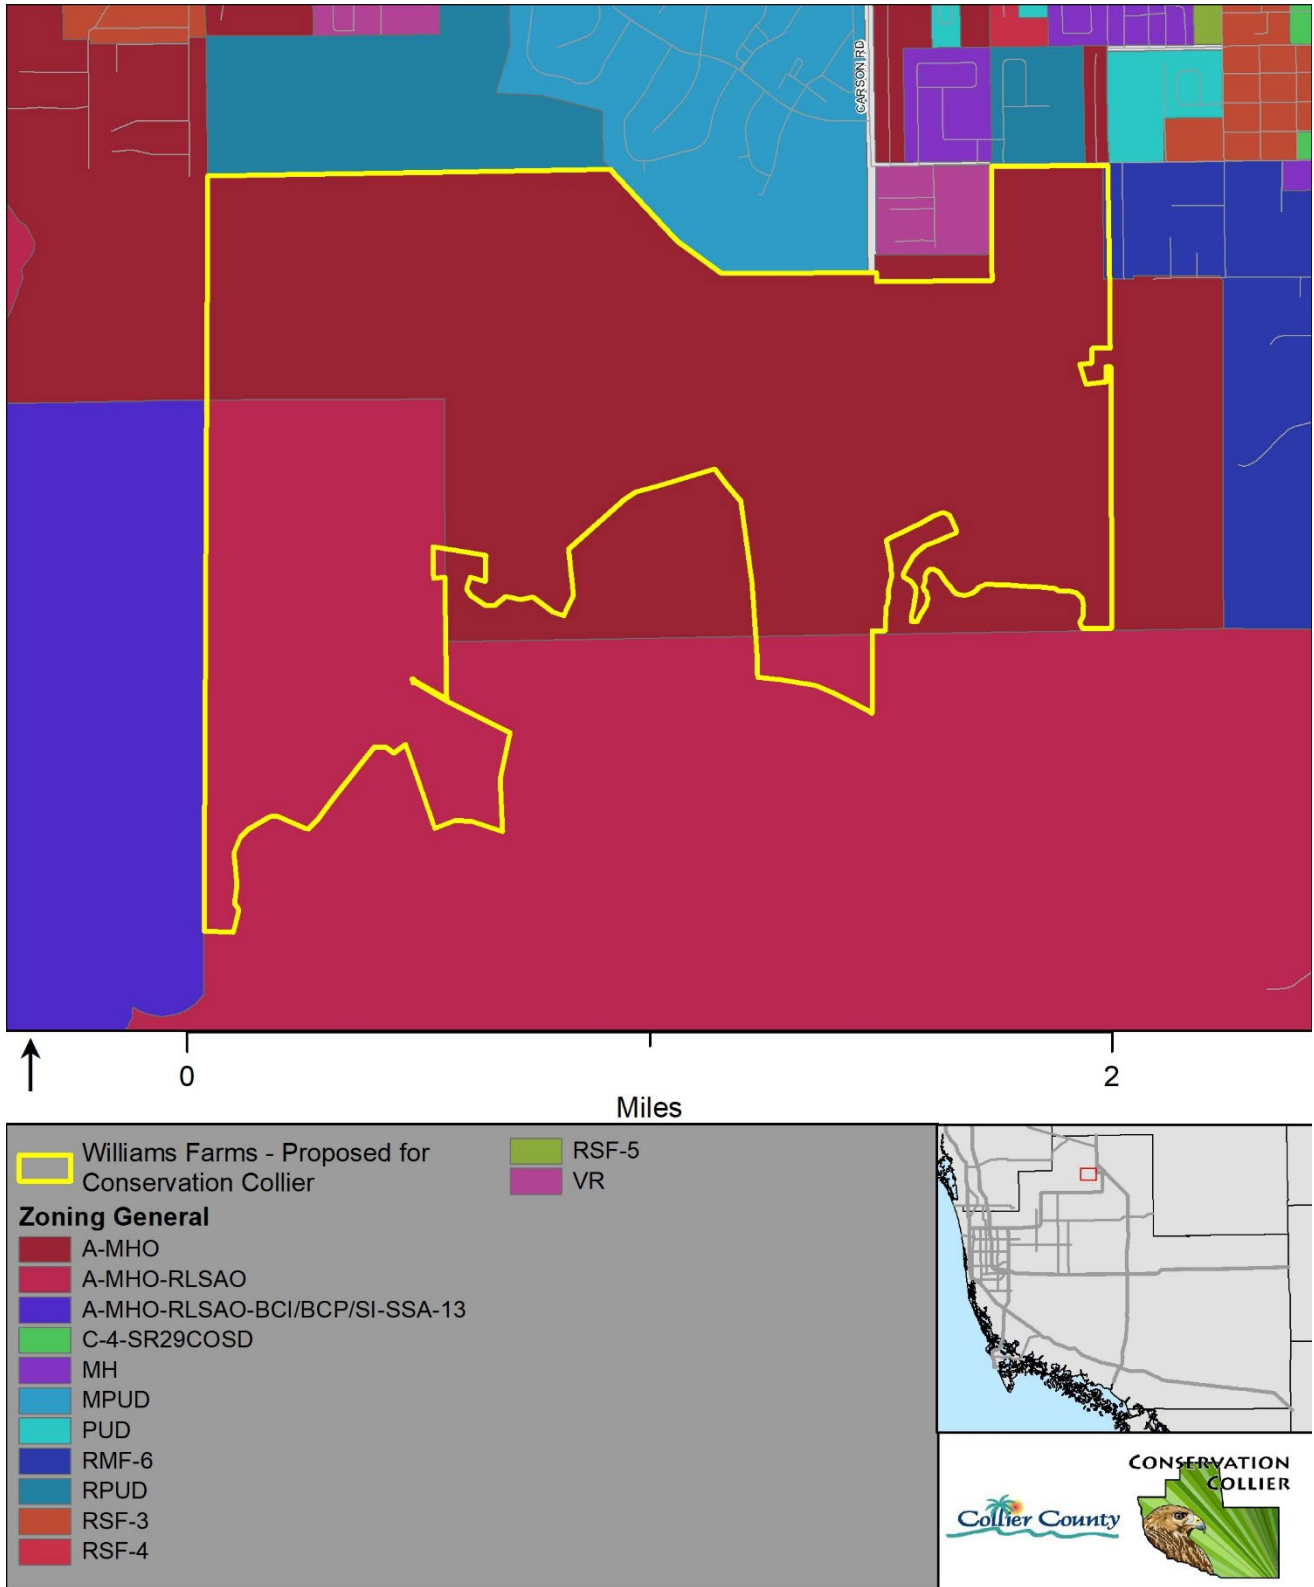 CARSON RD
0
2
Miles
Williams Farms - Proposed for
Conservation Collier
Zoning General
A-MHO
A-MHO-RLSAO
A-MHO-RLSAO-BCI/BCP/SI-SSA-13
C-4-SR29COSD
MH
MPUD
PUD
RMF-6
RPUD
RSF-3
RSF-4
RSF-5
VR
CONSERVATION
COLLIER
Collier County